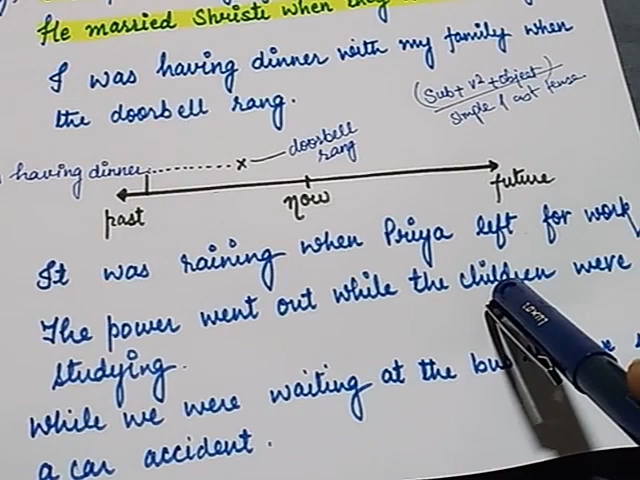 He married Shristi when they
I was having dinner with my family when
the doorbell rang.
(Sub + V2 + object)
Simple Past Tense
having dinner
doorbell
rang
past
now
future
It was raining when Priya left for work
The power went out while the children were
studying.
While we were waiting at the
a car accident.